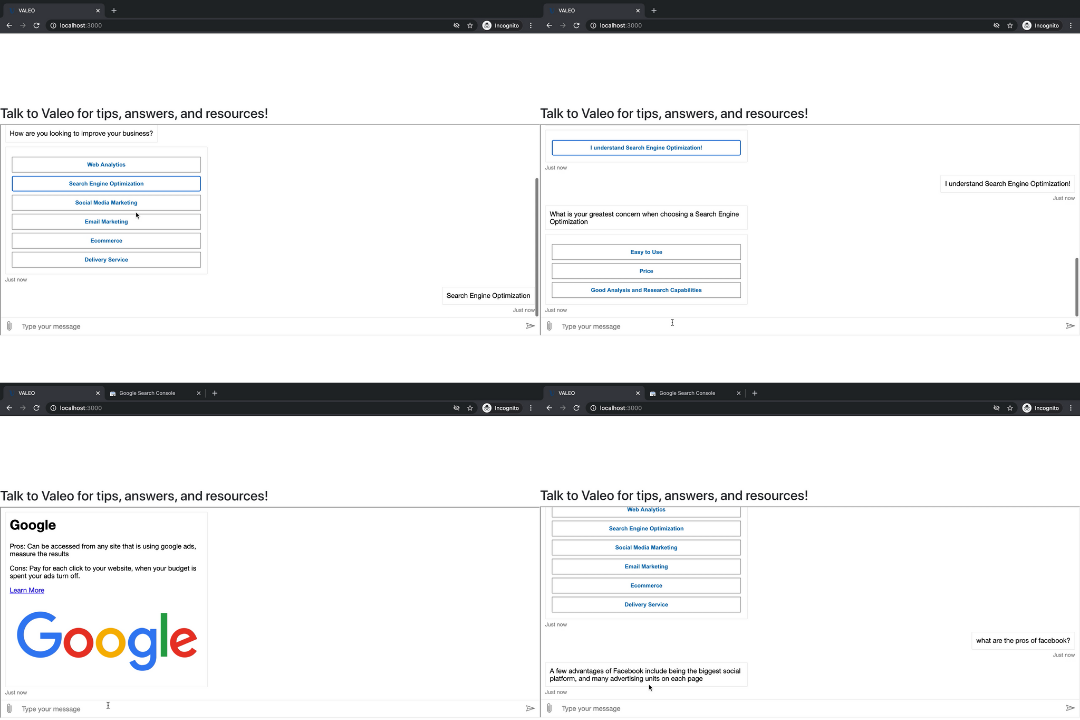 VALEO
localhost:3000
Incognito
Talk to Valeo for tips, answers, and resources!
How are you looking to improve your business?
Web Analytics
Search Engine Optimization
Social Media Marketing
Email Marketing
Ecommerce
Delivery Service
Just now
Search Engine Optimization
Just now
Type your message
VALEO
localhost:3000
Incognito
Talk to Valeo for tips, answers, and resources!
I understand Search Engine Optimization!
Just now
I understand Search Engine Optimization!
Just now
What is your greatest concern when choosing a Search Engine
Optimization
Easy to Use
Price
Good Analysis and Research Capabilities
Just now
Type your message
VALEO
Google Search Console
localhost:3000
Incognito
Talk to Valeo for tips, answers, and resources!
Google
Pros: Can be accessed from any site that is using google ads,
measure the results
Cons: Pay for each click to your website, when your budget is
spent your ads turn off.
Learn More
Google
Just now
Type your message
VALEO
Google Search Console
localhost:3000
Incognito
Talk to Valeo for tips, answers, and resources!
Web Analytics
Search Engine Optimization
Social Media Marketing
Email Marketing
Ecommerce
Delivery Service
Just now
what are the pros of facebook?
Just now
A few advantages of Facebook include being the biggest social
platform, and many advertising units on each page
Just now
Type your message